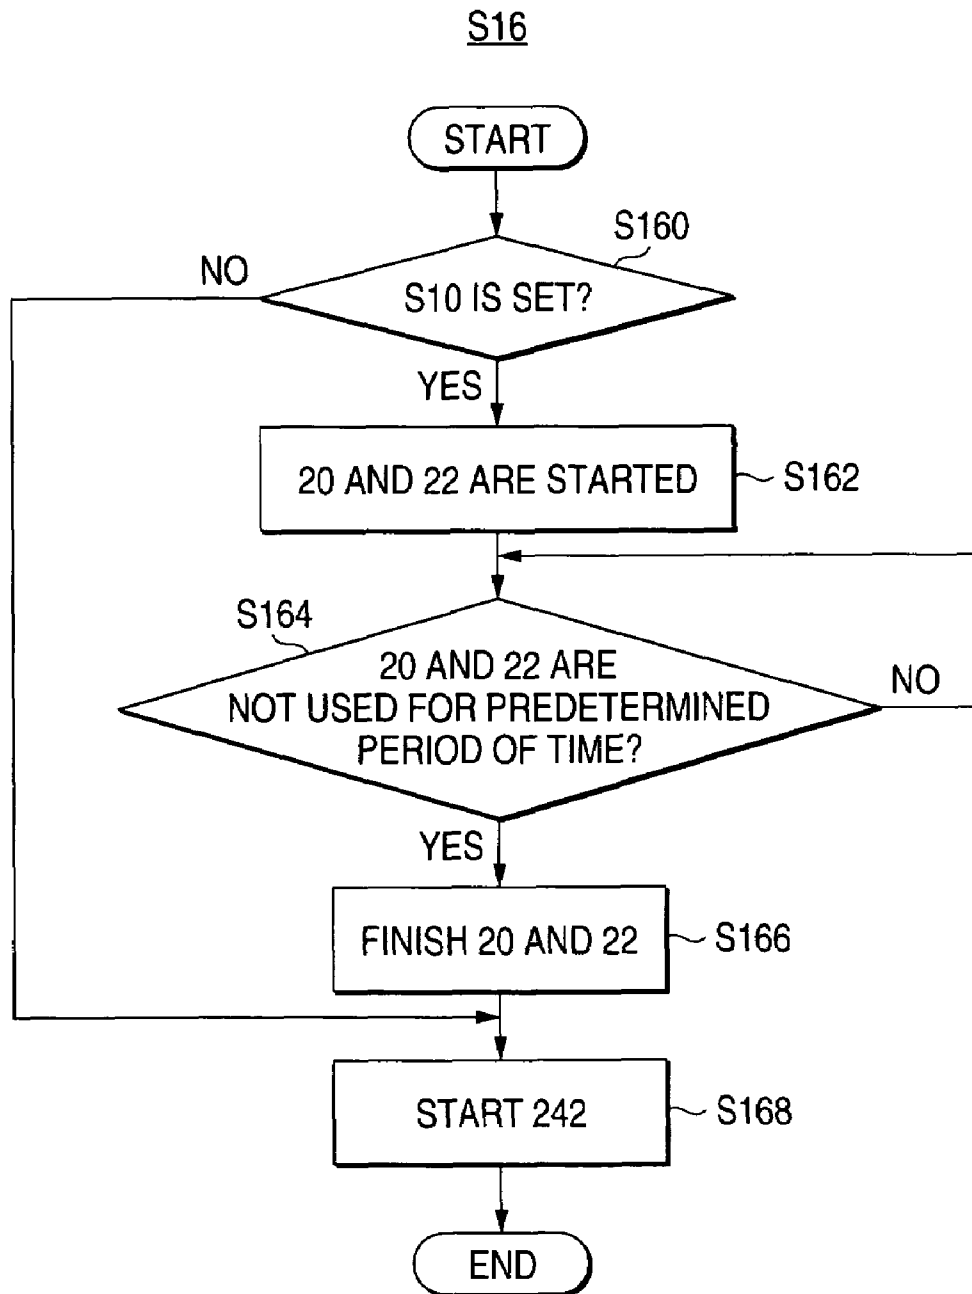 S16
START
S160
NO
S10 IS SET?
YES
20 AND 22 ARE STARTED
S162
S164
20 AND 22 ARE
NOT USED FOR PREDETERMINED
PERIOD OF TIME?
NO
YES
FINISH 20 AND 22
S166
START 242
S168
END